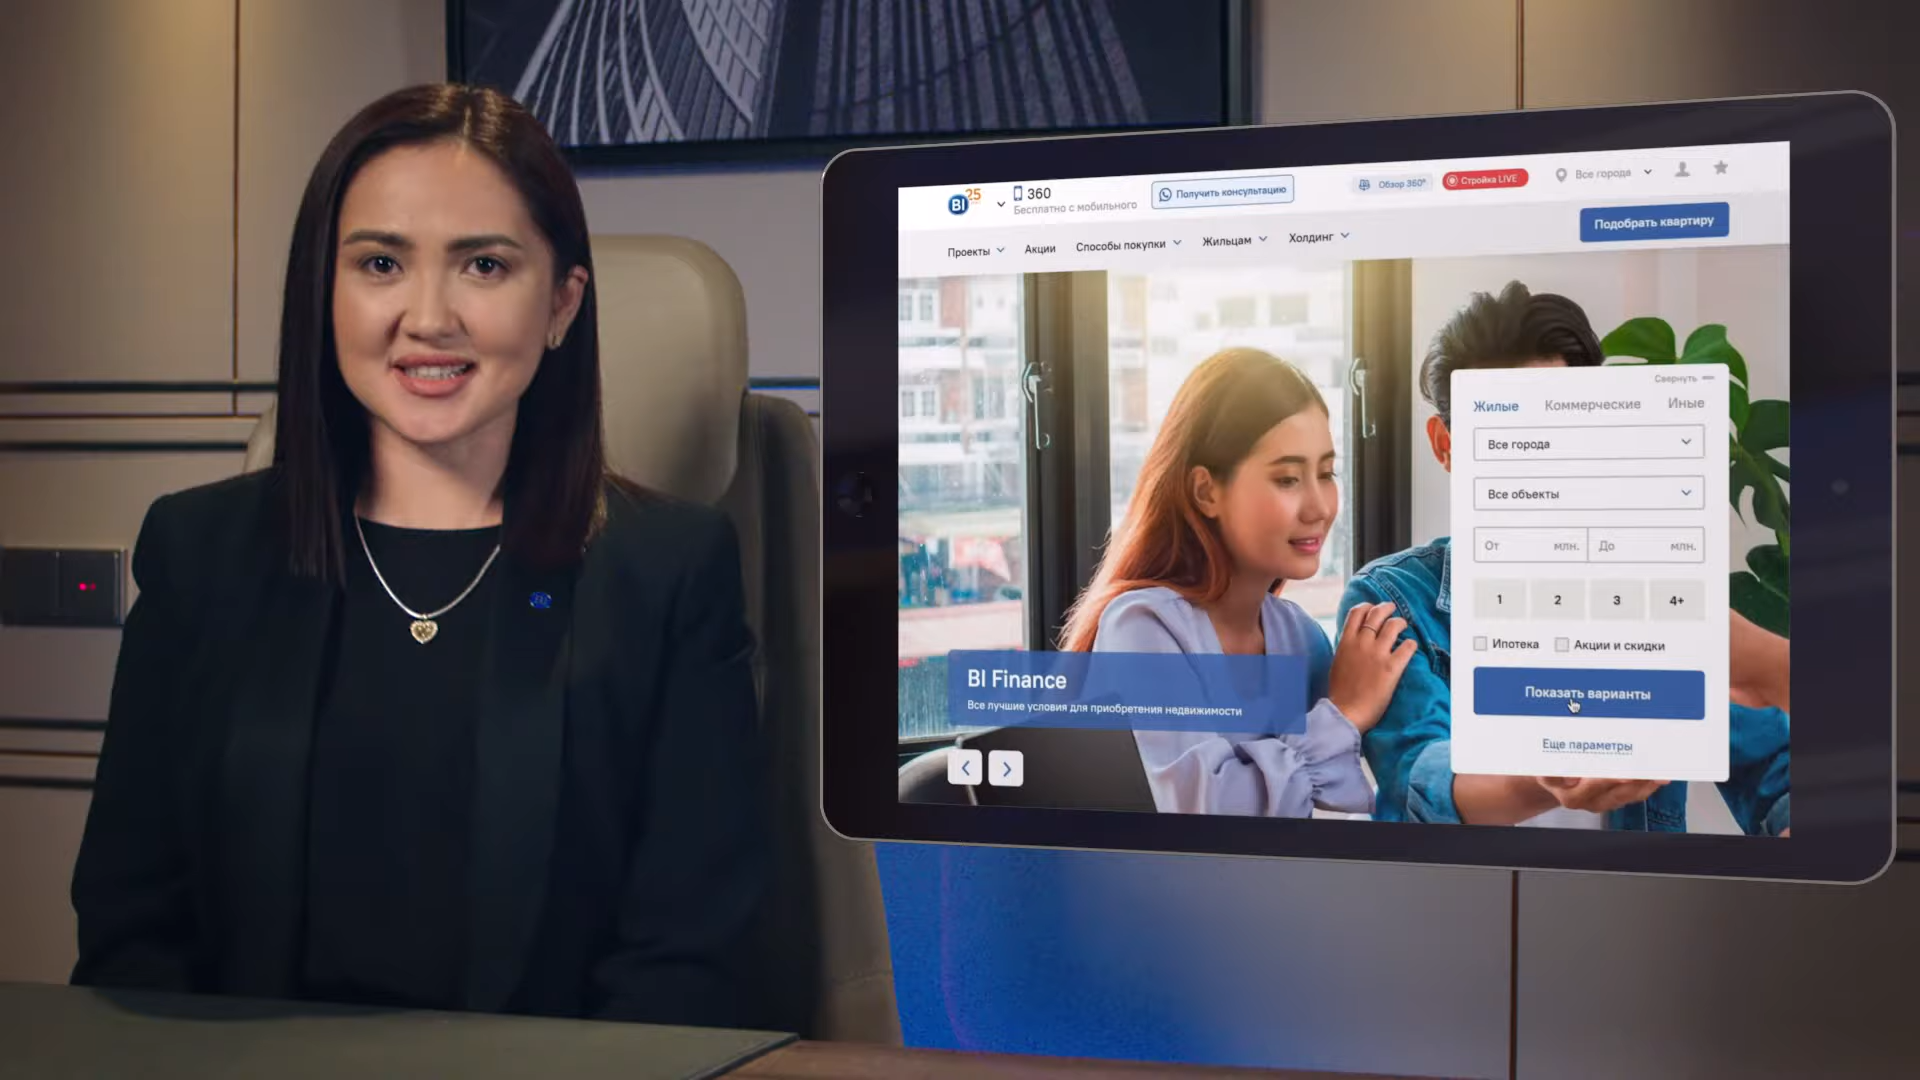 BI 25
360
Бесплатно с мобильного
Получить консультацию
Обзор 360°
Стройка LIVE
Все города
Проекты
Акции
Способы покупки
Жильцам
Холдинг
Подобрать квартиру
Свернуть
Жилые
Коммерческие
Иные
Все города
Все объекты
От млн.
До млн.
1
2
3
4+
Ипотека
Акции и скидки
Показать варианты
Еще параметры
BI Finance
Все лучшие условия для приобретения недвижимости
BI